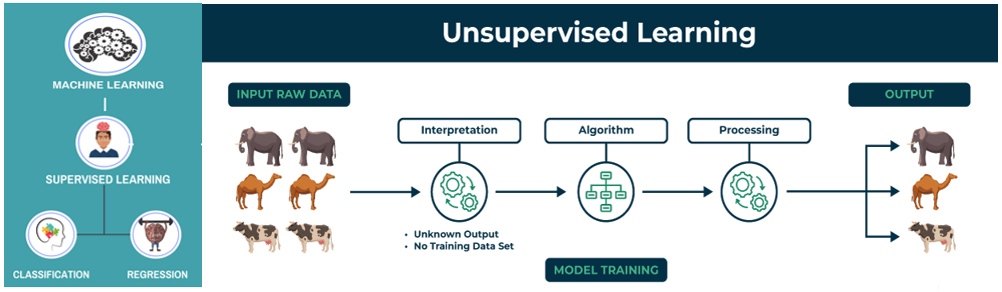 MACHINE LEARNING
SUPERVISED LEARNING
CLASSIFICATION
REGRESSION
Unsupervised Learning
INPUT RAW DATA
OUTPUT
Interpretation
Algorithm
Processing
• Unknown Output
• No Training Data Set
MODEL TRAINING